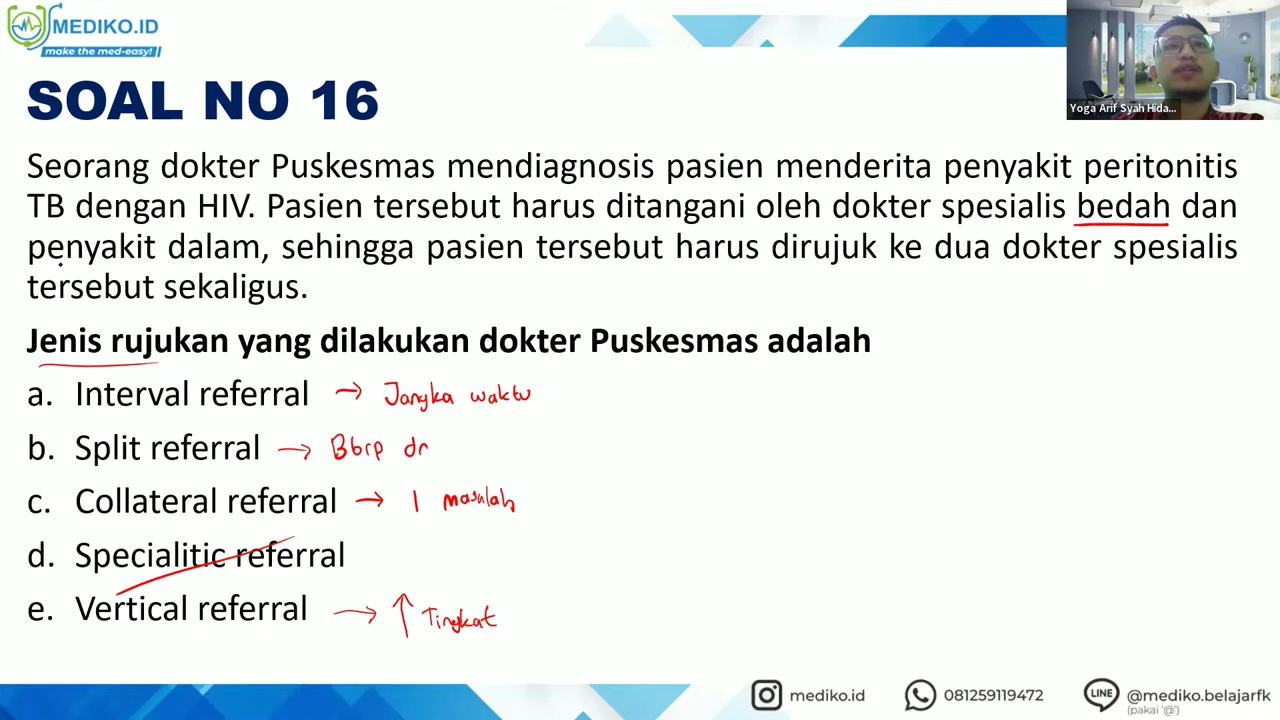 MEDIKO.ID
make the med-easy!
Yoga Arif Syah Hida...
SOAL NO 16
Seorang dokter Puskesmas mendiagnosis pasien menderita penyakit peritonitis
TB dengan HIV. Pasien tersebut harus ditangani oleh dokter spesialis bedah dan
penyakit dalam, sehingga pasien tersebut harus dirujuk ke dua dokter spesialis
tersebut sekaligus.
Jenis rujukan yang dilakukan dokter Puskesmas adalah
a. Interval referral → Jangka waktu
b. Split referral → Bbrp dr
c. Collateral referral → 1 masalah
d. Specialitic referral
e. Vertical referral → ↑ Tingkat
mediko.id
081259119472
LINE
@mediko.belajarfk
(pakai '@')